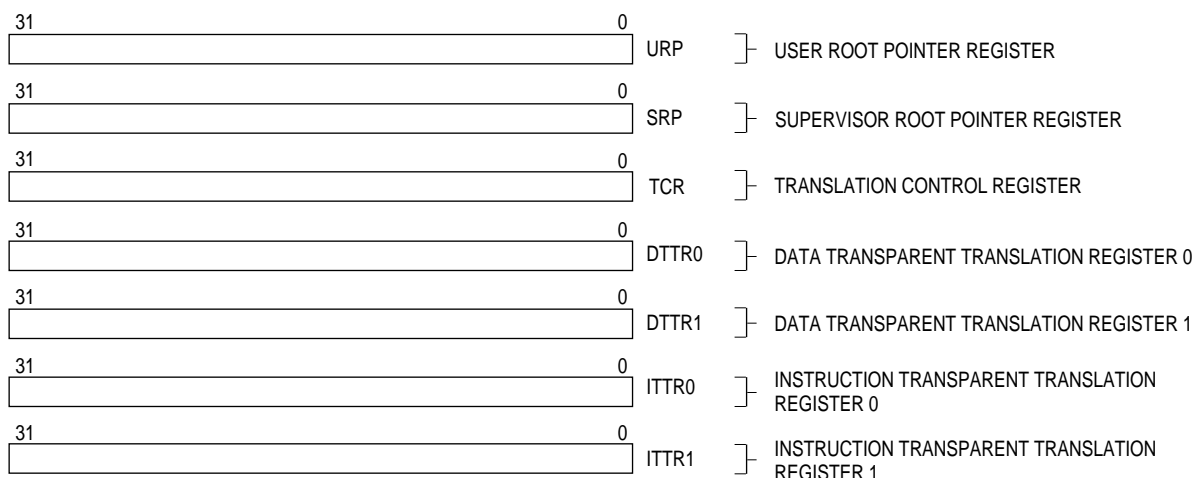 31 0
URP USER ROOT POINTER REGISTER
31 0
SRP SUPERVISOR ROOT POINTER REGISTER
31 0
TCR TRANSLATION CONTROL REGISTER
31 0
DTTR0 DATA TRANSPARENT TRANSLATION REGISTER 0
31 0
DTTR1 DATA TRANSPARENT TRANSLATION REGISTER 1
31 0
ITTR0 INSTRUCTION TRANSPARENT TRANSLATION
REGISTER 0
31 0
ITTR1 INSTRUCTION TRANSPARENT TRANSLATION
REGISTER 1